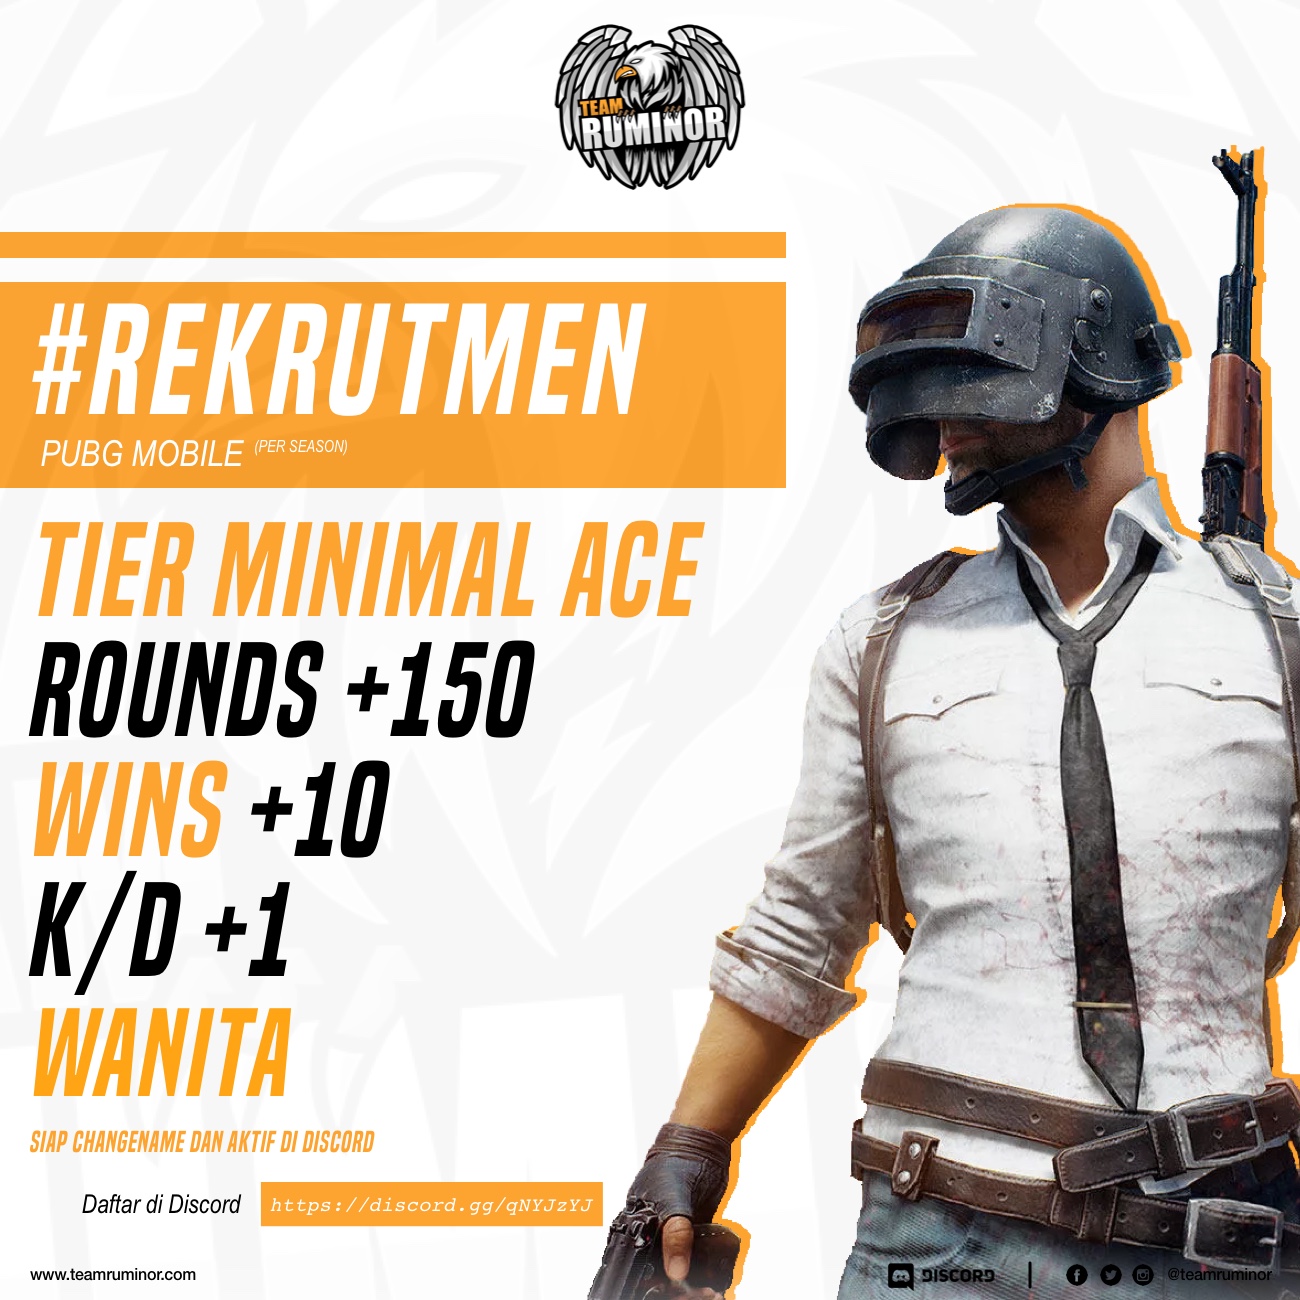 TEAM
RUMINOR
#REKRUTMEN
PUBG MOBILE (PER SEASON)
TIER MINIMAL ACE
ROUNDS +150
WINS +10
K/D +1
WANITA
SIAP CHANGENAME DAN AKTIF DI DISCORD
Daftar di Discord https://discord.gg/qNYJzYJ
www.teamruminor.com DISCORD | @teamruminor